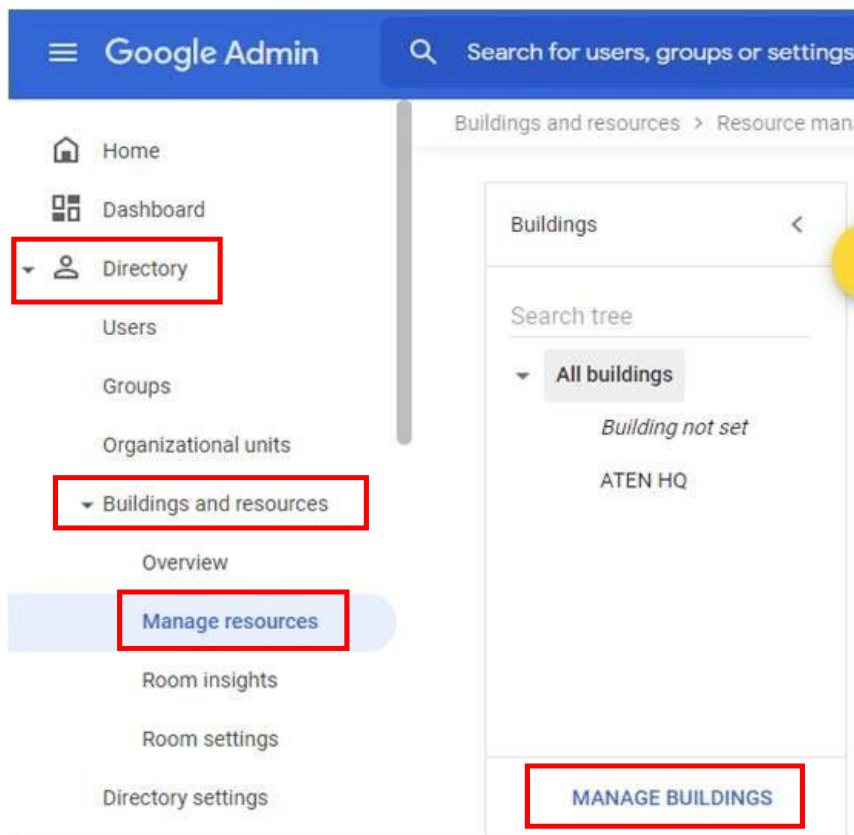 Google Admin
Search for users, groups or settings
Home
Dashboard
Directory
Users
Groups
Organizational units
Buildings and resources
Overview
Manage resources
Room insights
Room settings
Directory settings
Buildings and resources > Resource man
Buildings
Search tree
All buildings
Building not set
ATEN HQ
MANAGE BUILDINGS